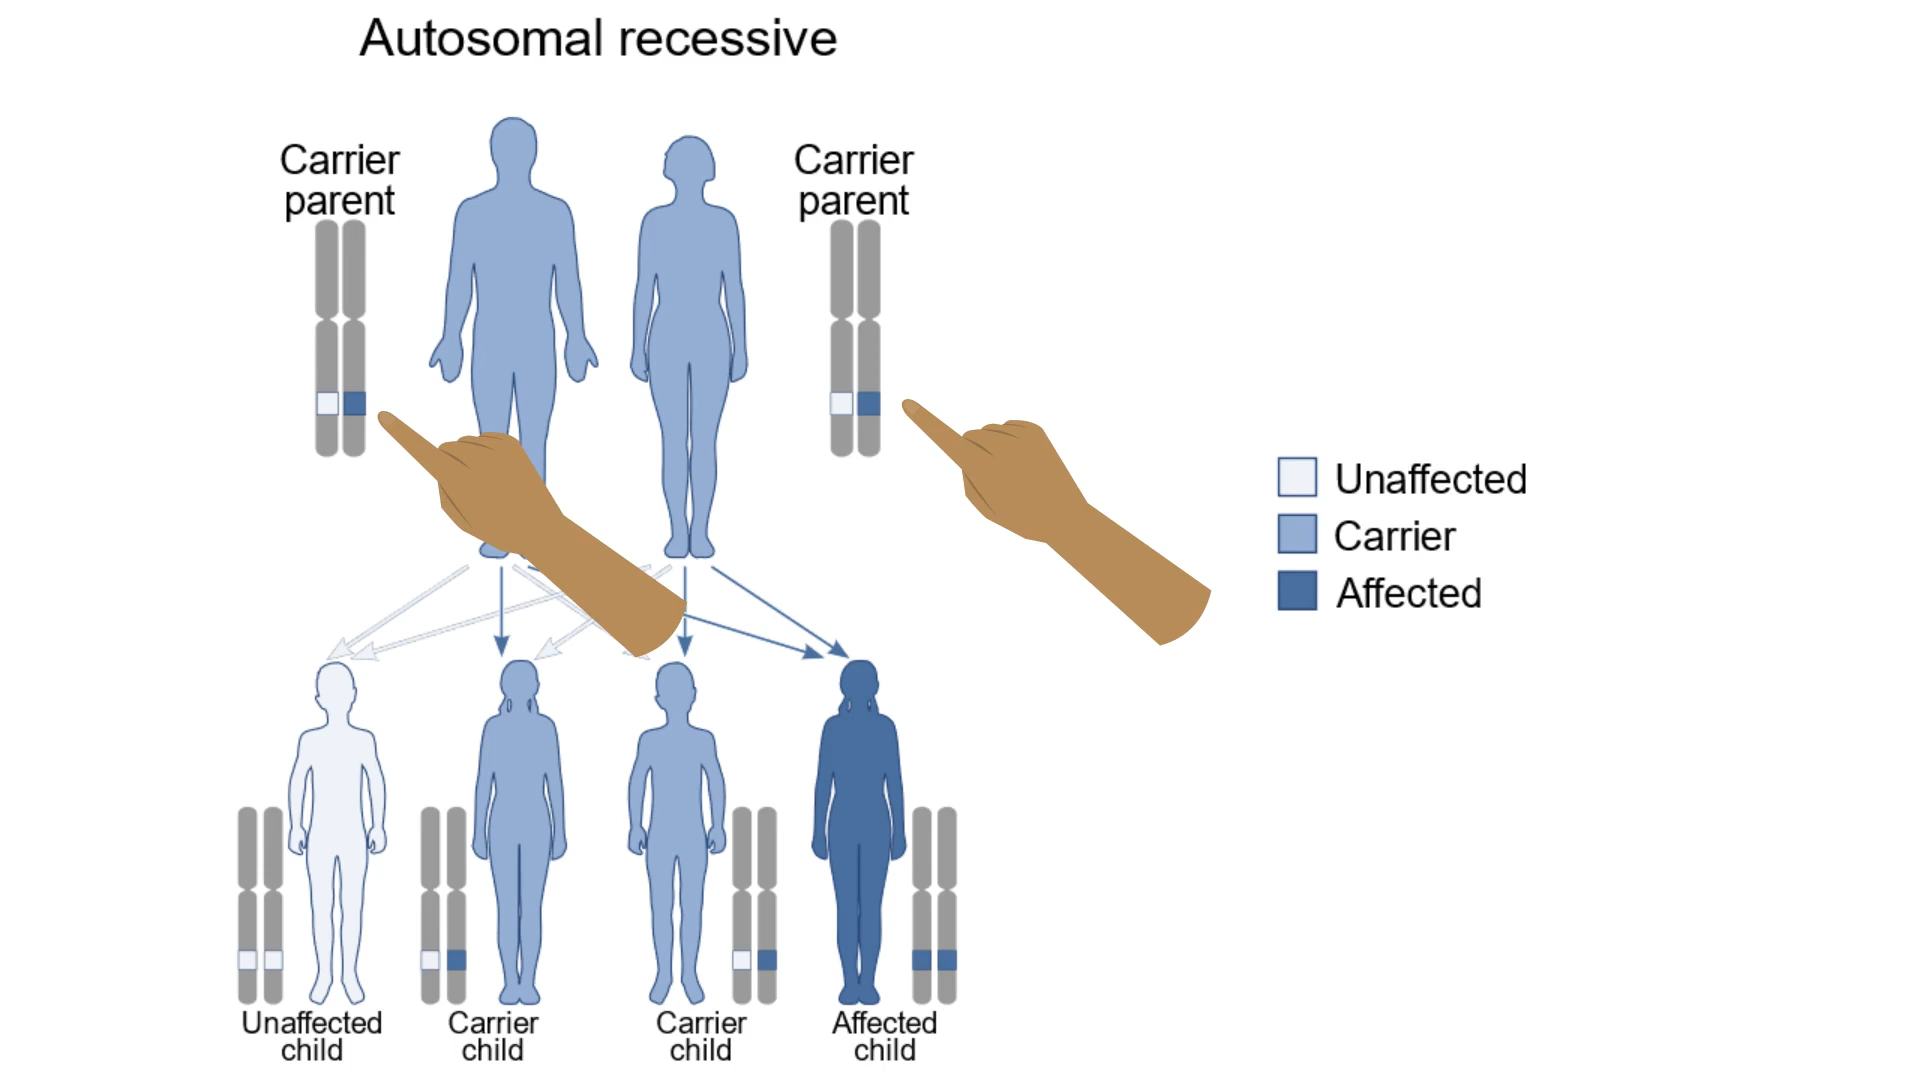 Autosomal recessive
Carrier
parent
Carrier
parent
Unaffected
Carrier
Affected
Unaffected
child
Carrier
child
Carrier
child
Affected
child